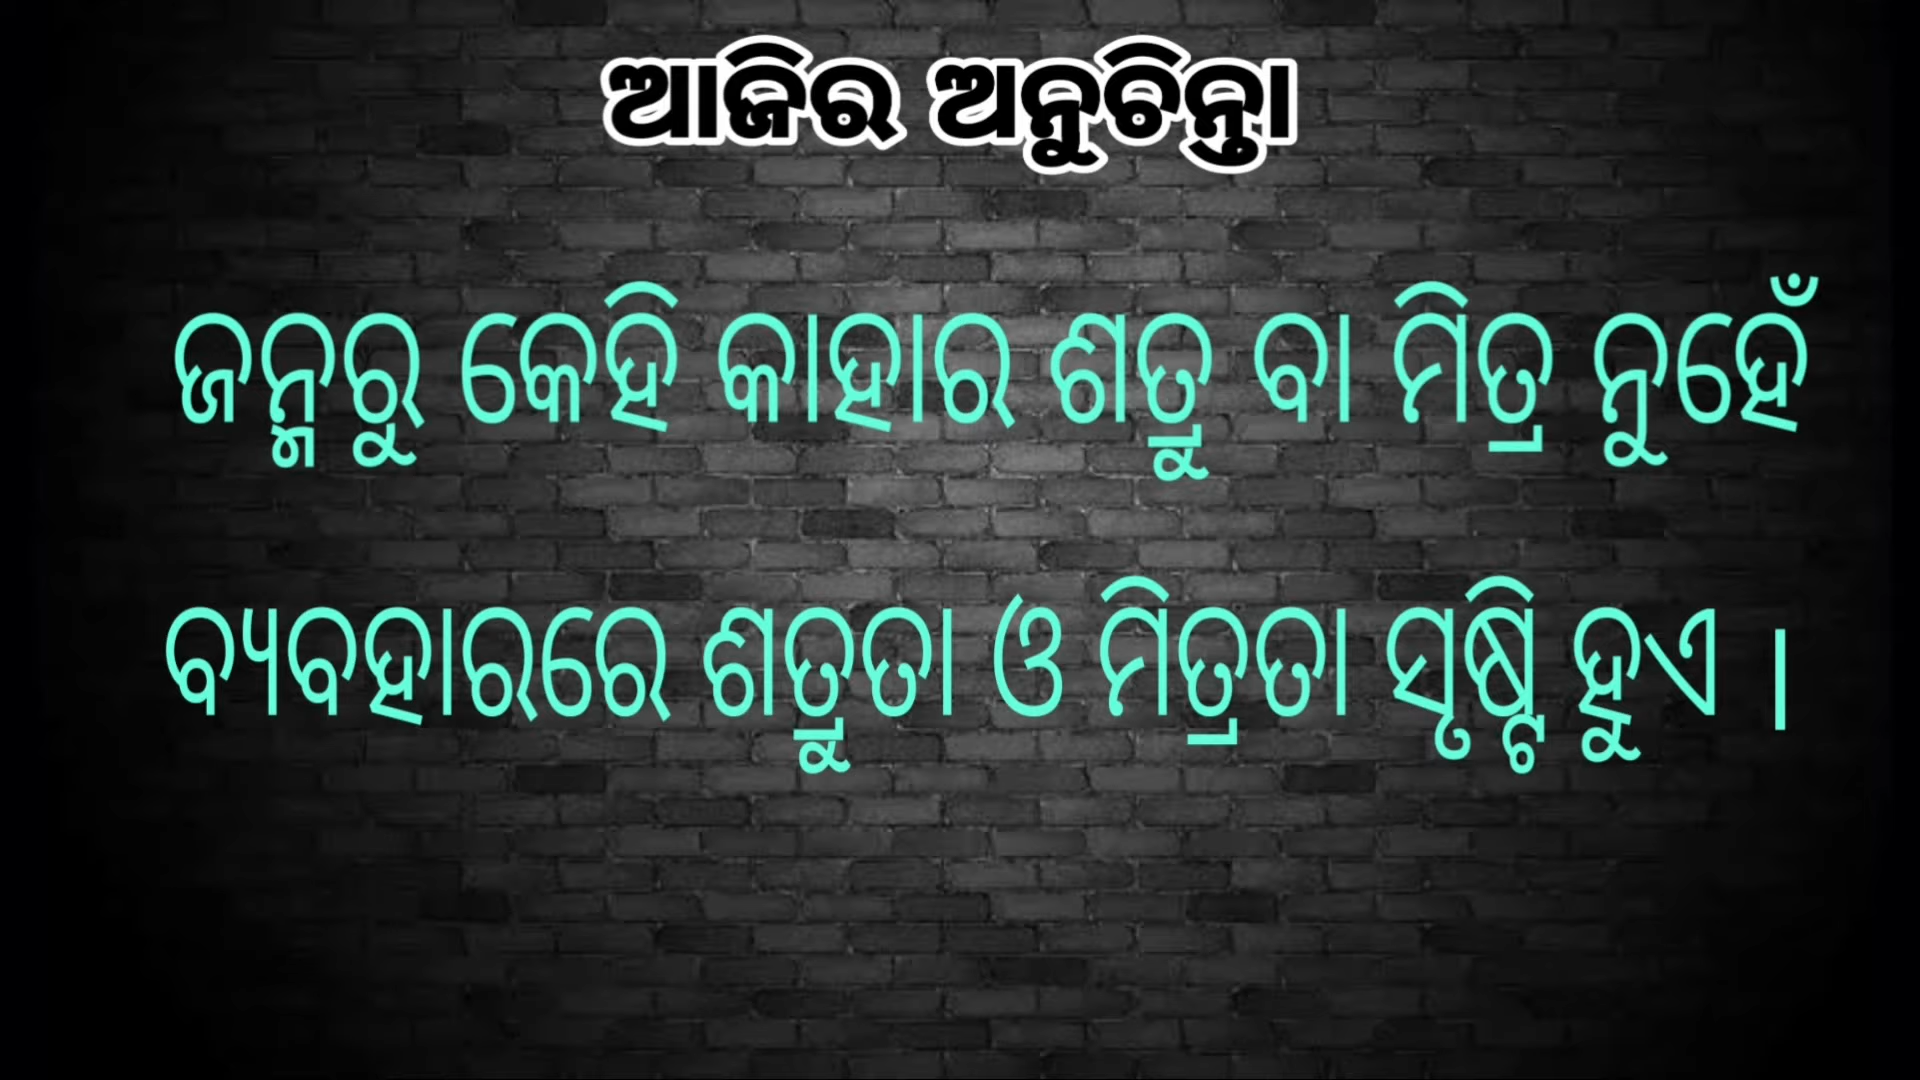 ଆଜିର ଅନୁଚିନ୍ତା
ଜନ୍ମରୁ କେହି କାହାର ଶତ୍ରୁ ବା ମିତ୍ର ନୁହେଁ
ବ୍ୟବହାରରେ ଶତ୍ରୁତା ଓ ମିତ୍ରତା ସୃଷ୍ଟି ହୁଏ ।